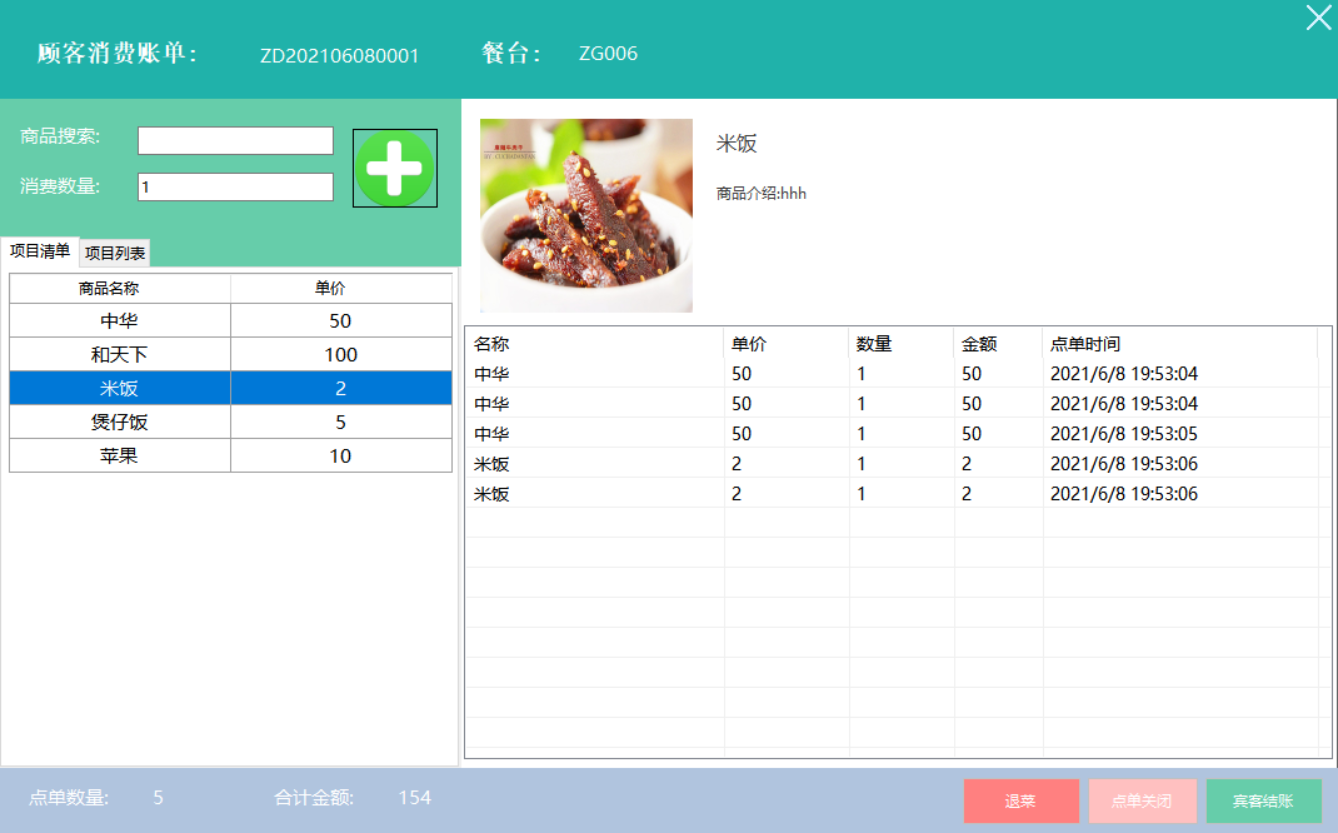 顾客消费账单: ZD202106080001 餐台: ZG006
商品搜索:
消费数量: 1
项目清单 项目列表
商品名称 单价
中华 50
和天下 100
米饭 2
煲仔饭 5
苹果 10
米饭
商品介绍:hhh
名称 单价 数量 金额 点单时间
中华 50 1 50 2021/6/8 19:53:04
中华 50 1 50 2021/6/8 19:53:04
中华 50 1 50 2021/6/8 19:53:05
米饭 2 1 2 2021/6/8 19:53:06
米饭 2 1 2 2021/6/8 19:53:06
点单数量: 5 合计金额: 154 退菜 点单关闭 宾客结账